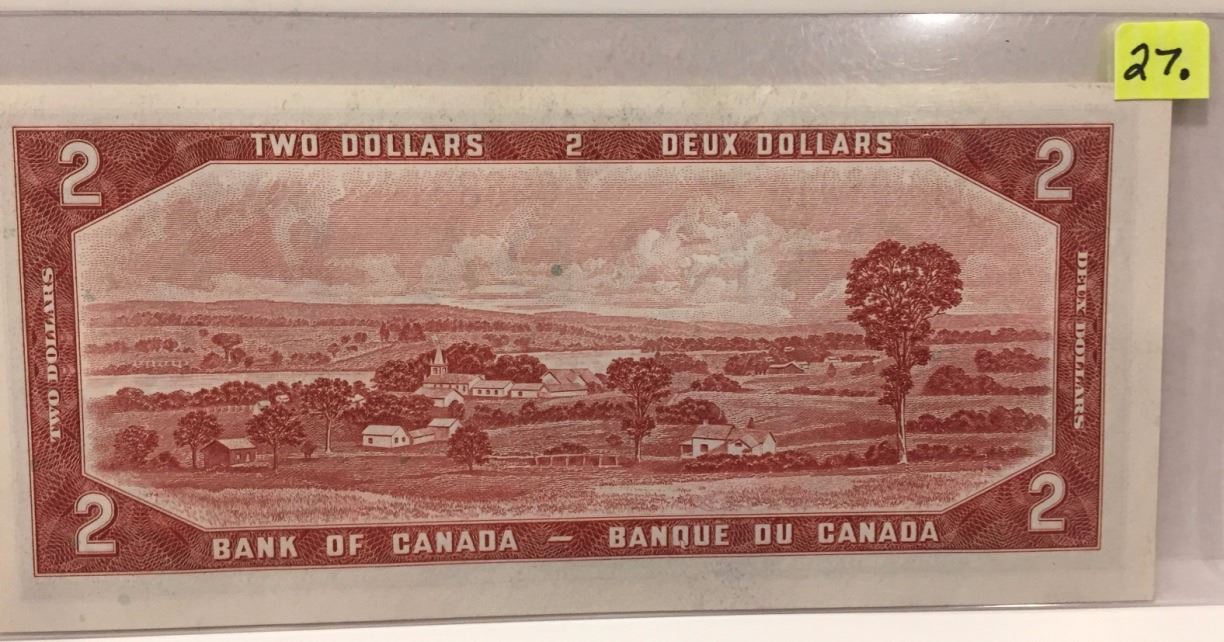 27.
2 TWO DOLLARS 2 DEUX DOLLARS 2
TWO DOLLARS
DEUX DOLLARS
2 BANK OF CANADA — BANQUE DU CANADA 2